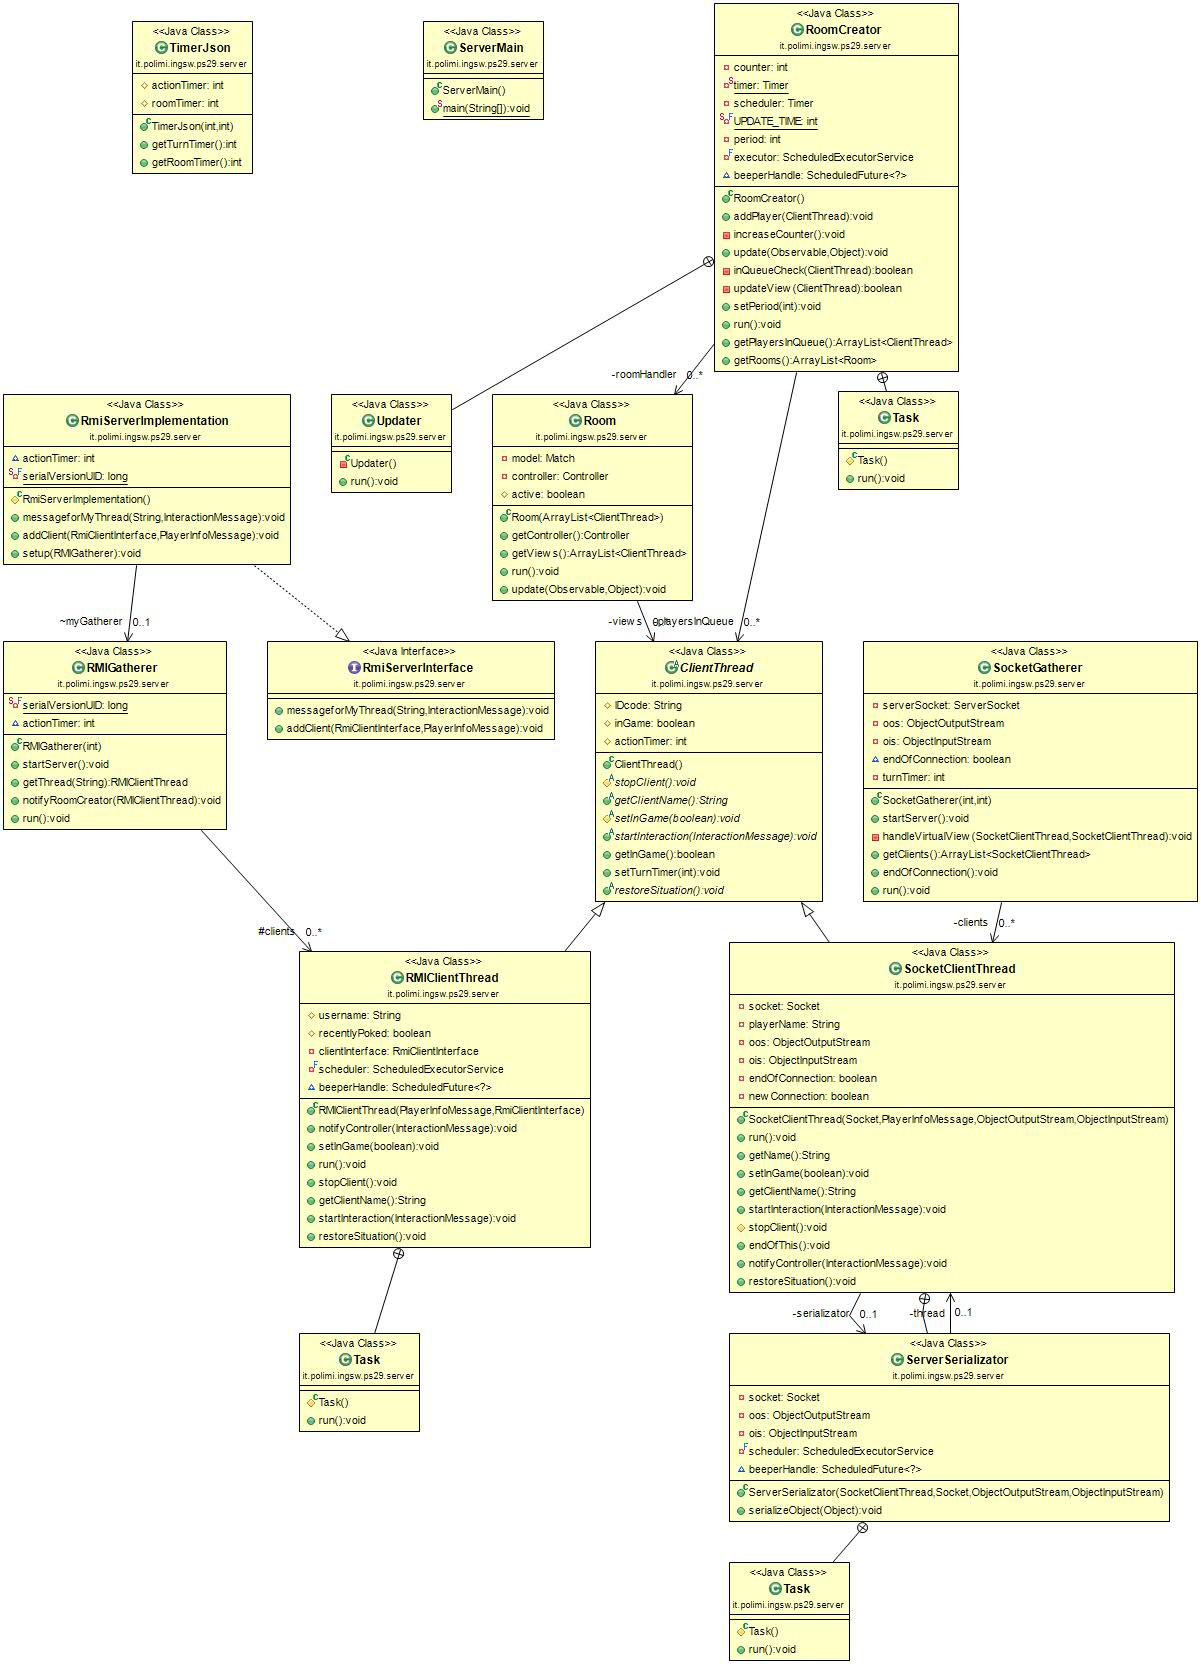 <<Java Class>>
TimerJson
it.polimi.ingsw.ps29.server
actionTimer: int
roomTimer: int
TimerJson(int,int)
getTurnTimer():int
getRoomTimer():int
<<Java Class>>
ServerMain
it.polimi.ingsw.ps29.server
ServerMain()
main(String[]):void
<<Java Class>>
RoomCreator
it.polimi.ingsw.ps29.server
counter: int
timer: Timer
scheduler: Timer
UPDATE_TIME: int
period: int
executor: ScheduledExecutorService
beeperHandle: ScheduledFuture<?>
RoomCreator()
addPlayer(ClientThread):void
increaseCounter():void
update(Observable,Object):void
inQueueCheck(ClientThread):boolean
updateView(ClientThread):boolean
setPeriod(int):void
run():void
getPlayersInQueue():ArrayList<ClientThread>
getRooms():ArrayList<Room>
-roomHandler 0..*
<<Java Class>>
RmiServerImplementation
it.polimi.ingsw.ps29.server
actionTimer: int
serialVersionUID: long
RmiServerImplementation()
messageforMyThread(String,InteractionMessage):void
addClient(RmiClientInterface,PlayerInfoMessage):void
setup(RMIGatherer):void
<<Java Class>>
Updater
it.polimi.ingsw.ps29.server
Updater()
run():void
<<Java Class>>
Room
it.polimi.ingsw.ps29.server
model: Match
controller: Controller
active: boolean
Room(ArrayList<ClientThread>)
getController():Controller
getViews():ArrayList<ClientThread>
run():void
update(Observable,Object):void
<<Java Class>>
Task
it.polimi.ingsw.ps29.server
Task()
run():void
~myGatherer 0..1
-views 0..*
-playersInQueue 0..*
<<Java Class>>
RMIGatherer
it.polimi.ingsw.ps29.server
serialVersionUID: long
actionTimer: int
RMIGatherer(int)
startServer():void
getThread(String):RMIClientThread
notifyRoomCreator(RMIClientThread):void
run():void
<<Java Interface>>
RmiServerInterface
it.polimi.ingsw.ps29.server
messageforMyThread(String,InteractionMessage):void
addClient(RmiClientInterface,PlayerInfoMessage):void
<<Java Class>>
ClientThread
it.polimi.ingsw.ps29.server
IDcode: String
inGame: boolean
actionTimer: int
ClientThread()
stopClient():void
getClientName():String
setInGame(boolean):void
startInteraction(InteractionMessage):void
getInGame():boolean
setTurnTimer(int):void
restoreSituation():void
<<Java Class>>
SocketGatherer
it.polimi.ingsw.ps29.server
serverSocket: ServerSocket
oos: ObjectOutputStream
ois: ObjectInputStream
endOfConnection: boolean
turnTimer: int
SocketGatherer(int,int)
startServer():void
handleVirtualView(SocketClientThread,SocketClientThread):void
getClients():ArrayList<SocketClientThread>
endOfConnection():void
run():void
#clients 0..*
-clients 0..*
<<Java Class>>
RMIClientThread
it.polimi.ingsw.ps29.server
username: String
recentlyPoked: boolean
clientInterface: RmiClientInterface
scheduler: ScheduledExecutorService
beeperHandle: ScheduledFuture<?>
RMIClientThread(PlayerInfoMessage,RmiClientInterface)
notifyController(InteractionMessage):void
setInGame(boolean):void
run():void
stopClient():void
getClientName():String
startInteraction(InteractionMessage):void
restoreSituation():void
<<Java Class>>
SocketClientThread
it.polimi.ingsw.ps29.server
socket: Socket
playerName: String
oos: ObjectOutputStream
ois: ObjectInputStream
endOfConnection: boolean
newConnection: boolean
SocketClientThread(Socket,PlayerInfoMessage,ObjectOutputStream,ObjectInputStream)
run():void
getName():String
setInGame(boolean):void
getClientName():String
startInteraction(InteractionMessage):void
stopClient():void
endOfThis():void
notifyController(InteractionMessage):void
restoreSituation():void
-serializator 0..1
-thread 0..1
<<Java Class>>
Task
it.polimi.ingsw.ps29.server
Task()
run():void
<<Java Class>>
ServerSerializator
it.polimi.ingsw.ps29.server
socket: Socket
oos: ObjectOutputStream
ois: ObjectInputStream
scheduler: ScheduledExecutorService
beeperHandle: ScheduledFuture<?>
ServerSerializator(SocketClientThread,Socket,ObjectOutputStream,ObjectInputStream)
serializeObject(Object):void
<<Java Class>>
Task
it.polimi.ingsw.ps29.server
Task()
run():void